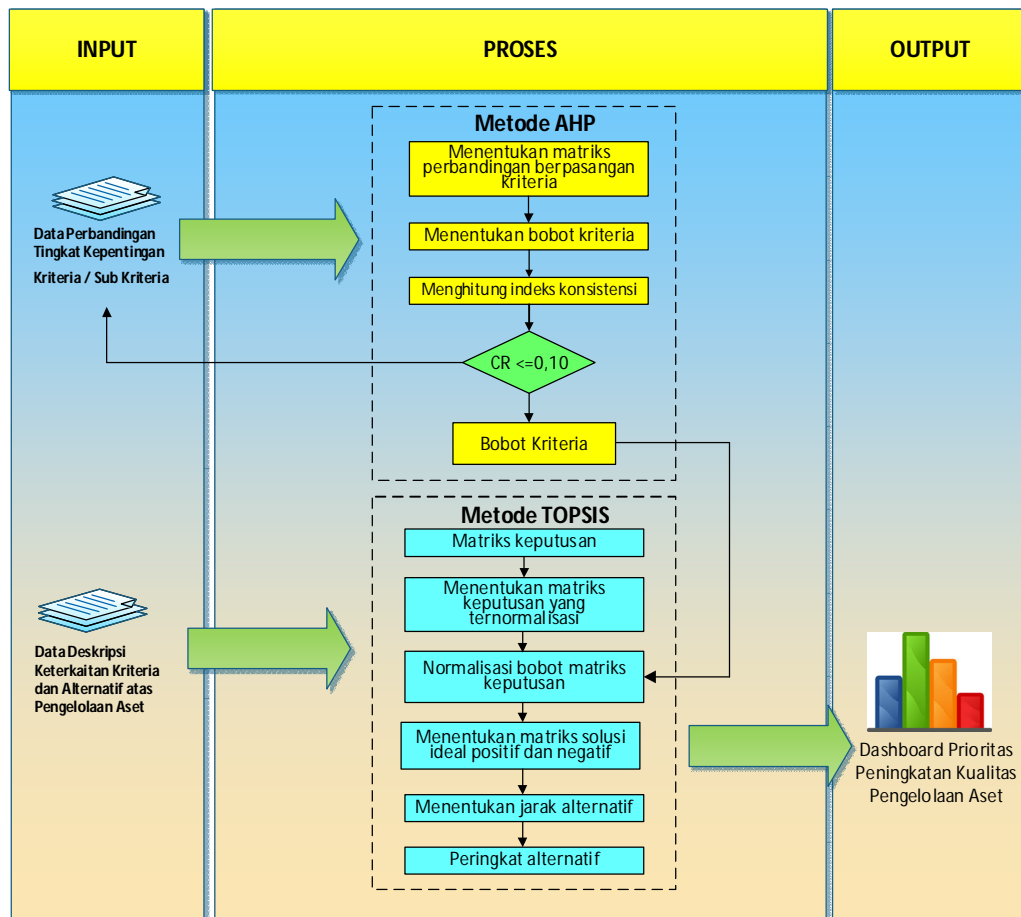 INPUT
PROSES
OUTPUT
Metode AHP
Menentukan matriks
perbandingan berpasangan
kriteria
Menentukan bobot kriteria
Menghitung indeks konsistensi
CR <=0,10
Bobot Kriteria
Data Perbandingan
Tingkat Kepentingan
Kriteria / Sub Kriteria
Metode TOPSIS
Matriks keputusan
Menentukan matriks
keputusan yang
ternormalisasi
Normalisasi bobot matriks
keputusan
Menentukan matriks solusi
ideal positif dan negatif
Menentukan jarak alternatif
Peringkat alternatif
Data Deskripsi
Keterkaitan Kriteria
dan Alternatif atas
Pengelolaan Aset
Dashboard Prioritas
Peningkatan Kualitas
Pengelolaan Aset